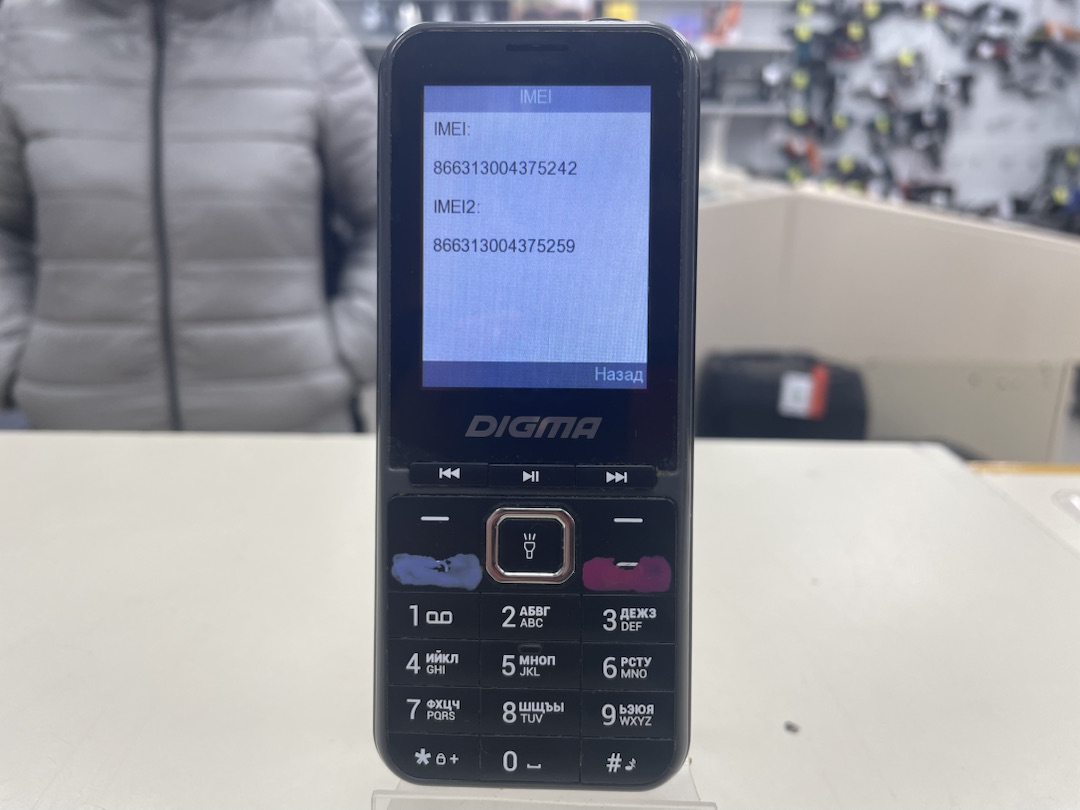 IMEI
IMEI:
866313004375242
IMEI2:
866313004375259
Назад
DIGMA
1
2 АБВГ ABC
3 ДЕЖЗ DEF
4 ИЙКЛ GHI
5 МНОП JKL
6 РСТУ MNO
7 ФХЦЧ PQRS
8 ШЩЪЫ TUV
9 ЬЭЮЯ WXYZ
* +
0
#